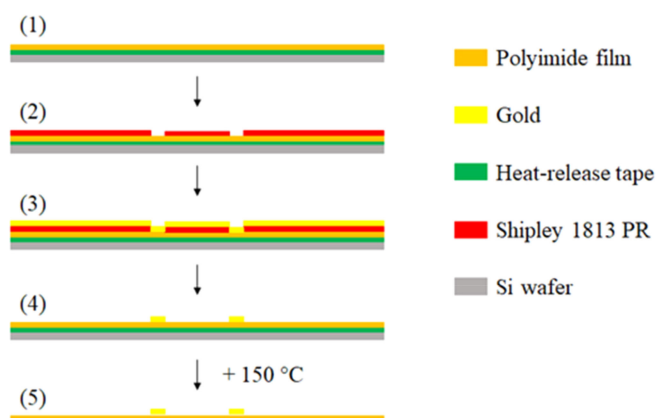 (1)
Polyimide film
Gold
(2)
Heat-release tape
(3)
Shipley 1813 PR
Si wafer
(4)
+ 150 °C
(5)